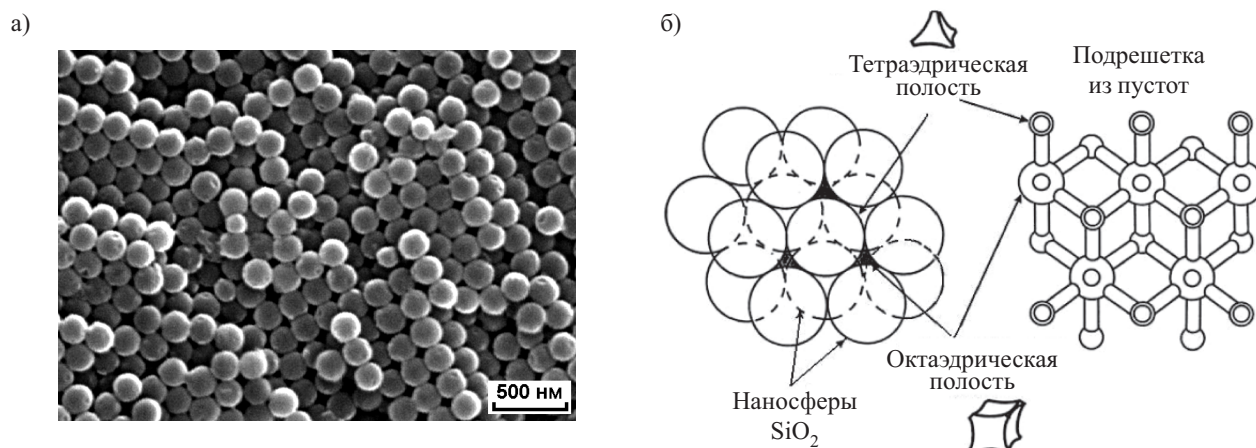 а)
б)
500 нм
Тетраэдрическая
полость
Подрешетка
из пустот
Октаэдрическая
полость
Наносферы
SiO₂